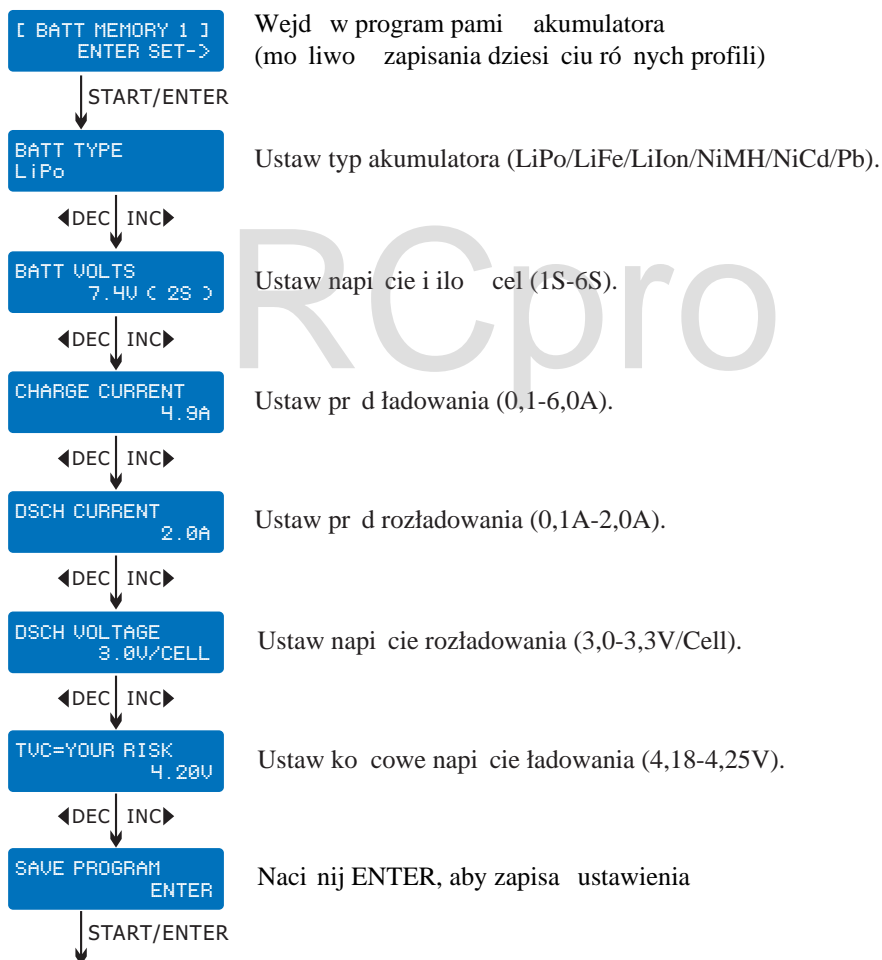 [ BATT MEMORY 1 ]
ENTER SET->
Wejd w program pami akumulatora
(mo liwo zapisania dziesi ciu ró nych profili)
START/ENTER
BATT TYPE
LiPo
Ustaw typ akumulatora (LiPo/LiFe/LiIon/NiMH/NiCd/Pb).
◀DEC INC▶
RCpro
BATT VOLTS
7.4V ( 2S )
Ustaw napi cie i ilo cel (1S-6S).
◀DEC INC▶
CHARGE CURRENT
4.9A
Ustaw pr d ładowania (0,1-6,0A).
◀DEC INC▶
DSCH CURRENT
2.0A
Ustaw pr d rozładowania (0,1A-2,0A).
◀DEC INC▶
DSCH VOLTAGE
3.0V/CELL
Ustaw napi cie rozładowania (3,0-3,3V/Cell).
◀DEC INC▶
TVC=YOUR RISK
4.20V
Ustaw ko cowe napi cie ładowania (4,18-4,25V).
◀DEC INC▶
SAVE PROGRAM
ENTER
Naci nij ENTER, aby zapisa ustawienia
START/ENTER